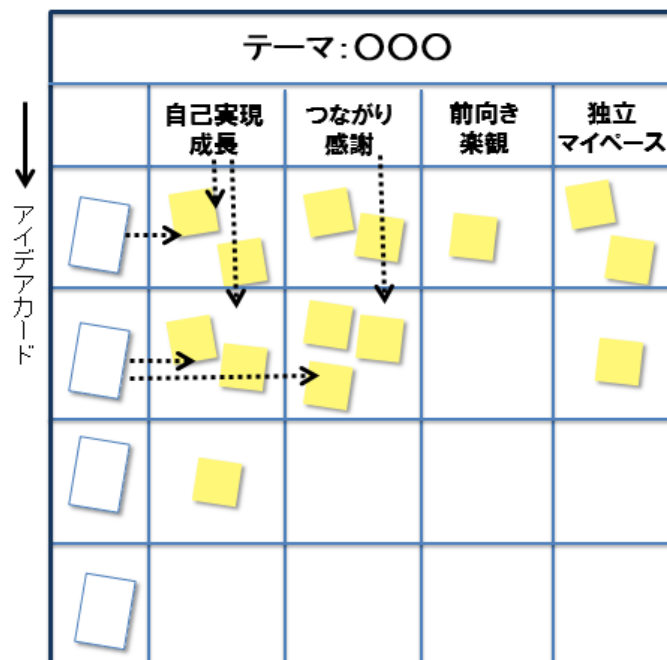 テーマ:〇〇〇
自己実現
成長
つながり
感謝
前向き
楽観
独立
マイペース
アイデアカード